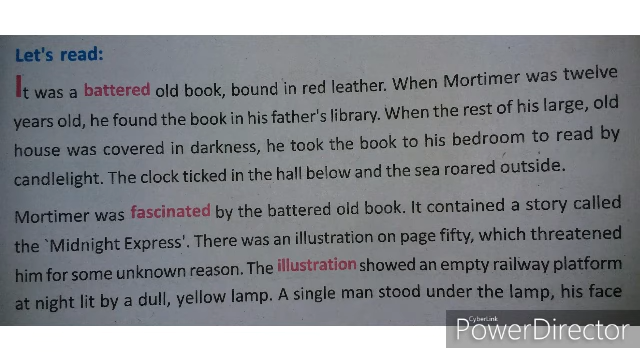 Let's read:
It was a battered old book, bound in red leather. When Mortimer was twelve
years old, he found the book in his father's library. When the rest of his large, old
house was covered in darkness, he took the book to his bedroom to read by
candlelight. The clock ticked in the hall below and the sea roared outside.
Mortimer was fascinated by the battered old book. It contained a story called
the `Midnight Express'. There was an illustration on page fifty, which threatened
him for some unknown reason. The illustration showed an empty railway platform
at night lit by a dull, yellow lamp. A single man stood under the lamp, his face
CyberLink
PowerDirector